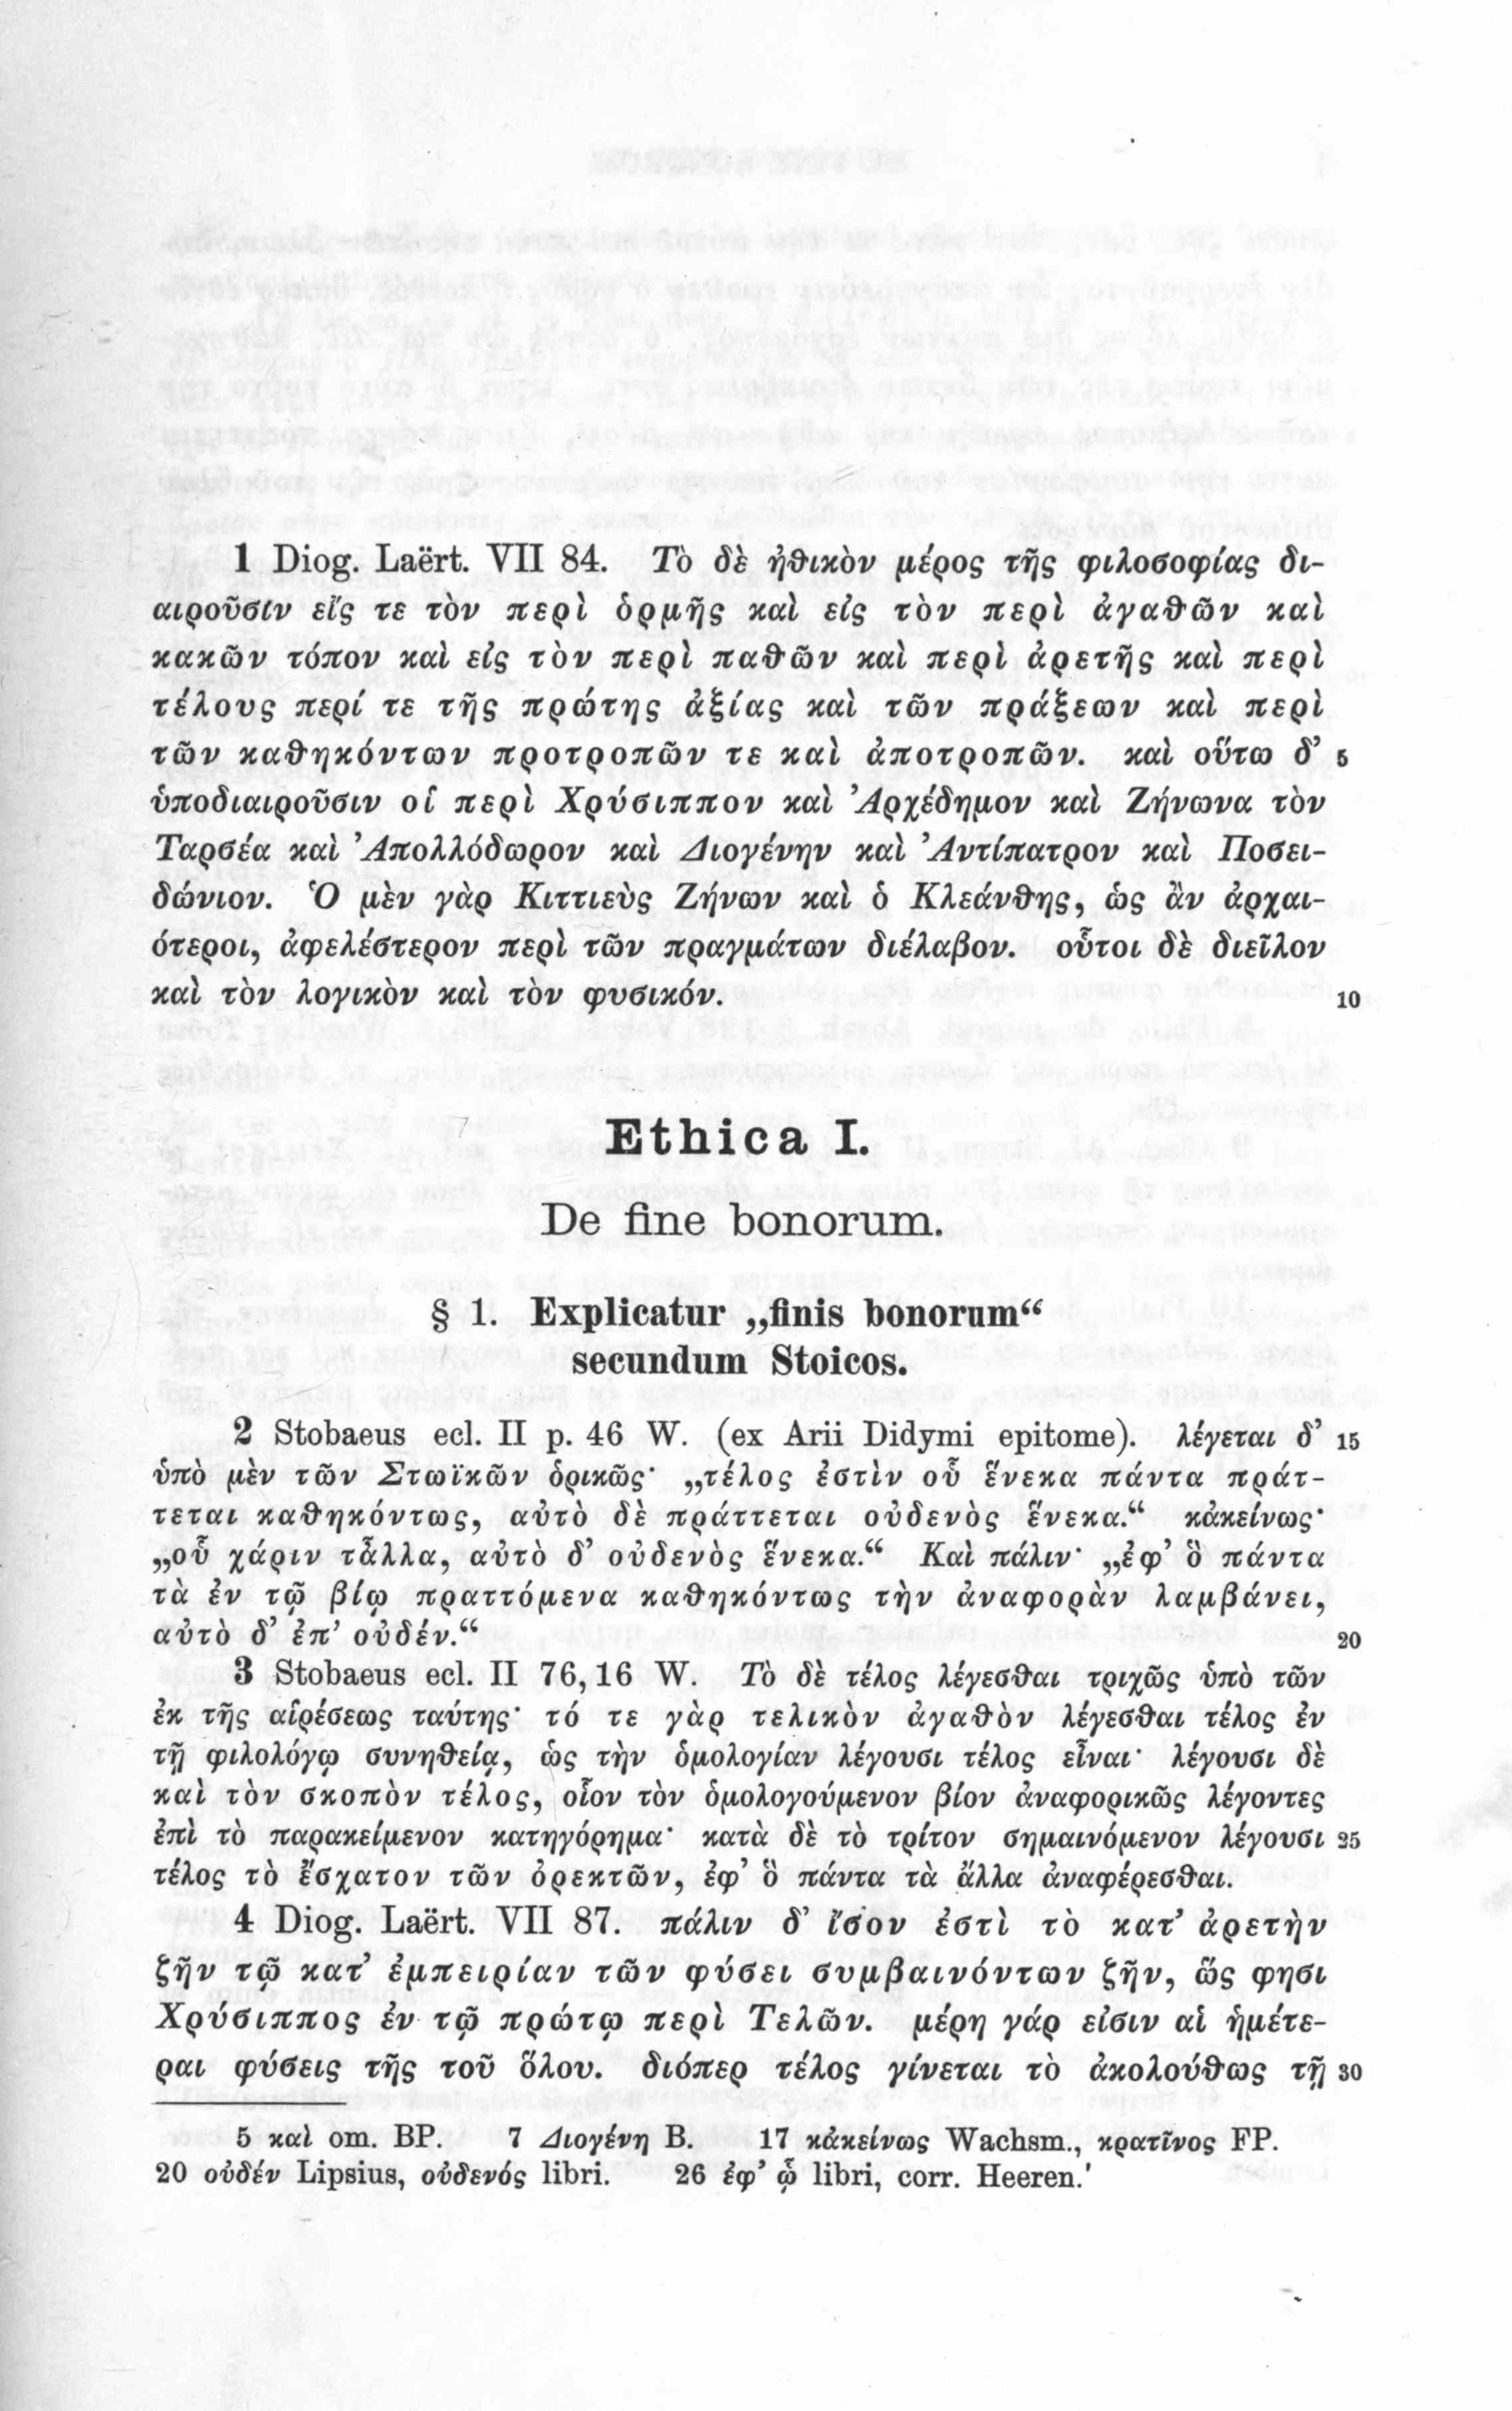 1 Diog. Laërt. VII 84. Τὸ δὲ ἠθικὸν μέρος τῆς φιλοσοφίας δι-
αιροῦσιν εἴς τε τὸν περὶ ὁρμῆς καὶ εἰς τὸν περὶ ἀγαθῶν καὶ
κακῶν τόπον καὶ εἰς τὸν περὶ παθῶν καὶ περὶ ἀρετῆς καὶ περὶ
τέλους περί τε τῆς πρώτης ἀξίας καὶ τῶν πράξεων καὶ περὶ
τῶν καθηκόντων προτροπῶν τε καὶ ἀποτροπῶν. καὶ οὕτω δ’ 5
ὑποδιαιροῦσιν οἱ περὶ Χρύσιππον καὶ Ἀρχέδημον καὶ Ζήνωνα τὸν
Ταρσέα καὶ Ἀπολλόδωρον καὶ Διογένην καὶ Ἀντίπατρον καὶ Ποσει-
δώνιον. Ὁ μὲν γὰρ Κιττιεὺς Ζήνων καὶ ὁ Κλεάνθης, ὡς ἂν ἀρχαι-
ότεροι, ἀφελέστερον περὶ τῶν πραγμάτων διέλαβον. οὗτοι δὲ διεῖλον
καὶ τὸν λογικὸν καὶ τὸν φυσικόν. 10
Ethica I.
De fine bonorum.
§ 1. Explicatur „finis bonorum“
secundum Stoicos.
2 Stobaeus ecl. II p. 46 W. (ex Arii Didymi epitome). λέγεται δ’ 15
ὑπὸ μὲν τῶν Στωϊκῶν ὁρικῶς· „τέλος ἐστὶν οὗ ἕνεκα πάντα πράτ-
τεται καθηκόντως, αὐτὸ δὲ πράττεται οὐδενὸς ἕνεκα.“ κἀκείνως·
„οὗ χάριν τἆλλα, αὐτὸ δ’ οὐδενὸς ἕνεκα.“ Καὶ πάλιν· „ἐφ’ ὃ πάντα
τὰ ἐν τῷ βίῳ πραττόμενα καθηκόντως τὴν ἀναφορὰν λαμβάνει,
αὐτὸ δ’ ἐπ’ οὐδέν.“ 20
3 Stobaeus ecl. II 76, 16 W. Τὸ δὲ τέλος λέγεσθαι τριχῶς ὑπὸ τῶν
ἐκ τῆς αἱρέσεως ταύτης· τό τε γὰρ τελικὸν ἀγαθὸν λέγεσθαι τέλος ἐν
τῇ φιλολόγῳ συνηθείᾳ, ὡς τὴν ὁμολογίαν λέγουσι τέλος εἶναι· λέγουσι δὲ
καὶ τὸν σκοπὸν τέλος, οἷον τὸν ὁμολογούμενον βίον ἀναφορικῶς λέγοντες
ἐπὶ τὸ παρακείμενον κατηγόρημα· κατὰ δὲ τὸ τρίτον σημαινόμενον λέγουσι 25
τέλος τὸ ἔσχατον τῶν ὀρεκτῶν, ἐφ’ ὃ πάντα τὰ ἄλλα ἀναφέρεσθαι.
4 Diog. Laërt. VII 87. πάλιν δ’ ἴσον ἐστὶ τὸ κατ’ ἀρετὴν
ζῆν τῷ κατ’ ἐμπειρίαν τῶν φύσει συμβαινόντων ζῆν, ὥς φησι
Χρύσιππος ἐν τῷ πρώτῳ περὶ Τελῶν. μέρη γάρ εἰσιν αἱ ἡμέτε-
ραι φύσεις τῆς τοῦ ὅλου. διόπερ τέλος γίνεται τὸ ἀκολούθως τῇ 30
5 καὶ om. BP. 7 Διογένη B. 17 κἀκείνως Wachsm., κρατῖνος FP.
20 οὐδέν Lipsius, οὐδενός libri. 26 ἐφ’ ᾧ libri, corr. Heeren.